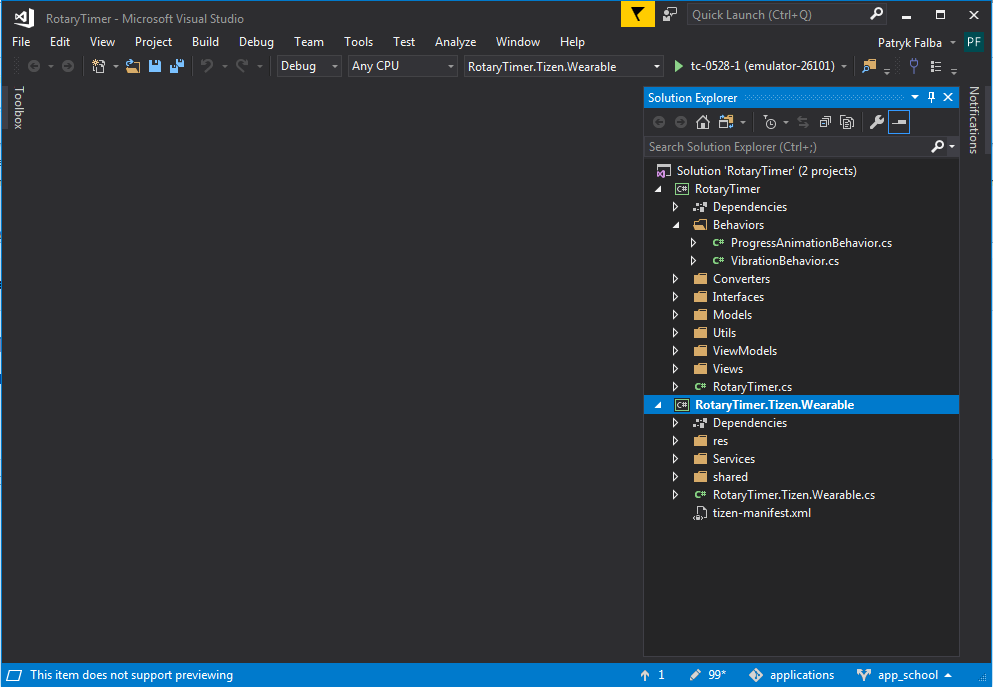 RotaryTimer - Microsoft Visual Studio
Quick Launch (Ctrl+Q)
File Edit View Project Build Debug Team Tools Test Analyze Window Help
Patryk Falba PF
Debug Any CPU RotaryTimer.Tizen.Wearable tc-0528-1 (emulator-26101)
Toolbox
Notifications
Solution Explorer
Search Solution Explorer (Ctrl+;)
Solution 'RotaryTimer' (2 projects)
C# RotaryTimer
Dependencies
Behaviors
C# ProgressAnimationBehavior.cs
C# VibrationBehavior.cs
Converters
Interfaces
Models
Utils
ViewModels
Views
C# RotaryTimer.cs
C# RotaryTimer.Tizen.Wearable
Dependencies
res
Services
shared
C# RotaryTimer.Tizen.Wearable.cs
tizen-manifest.xml
This item does not support previewing
1 99* applications app_school